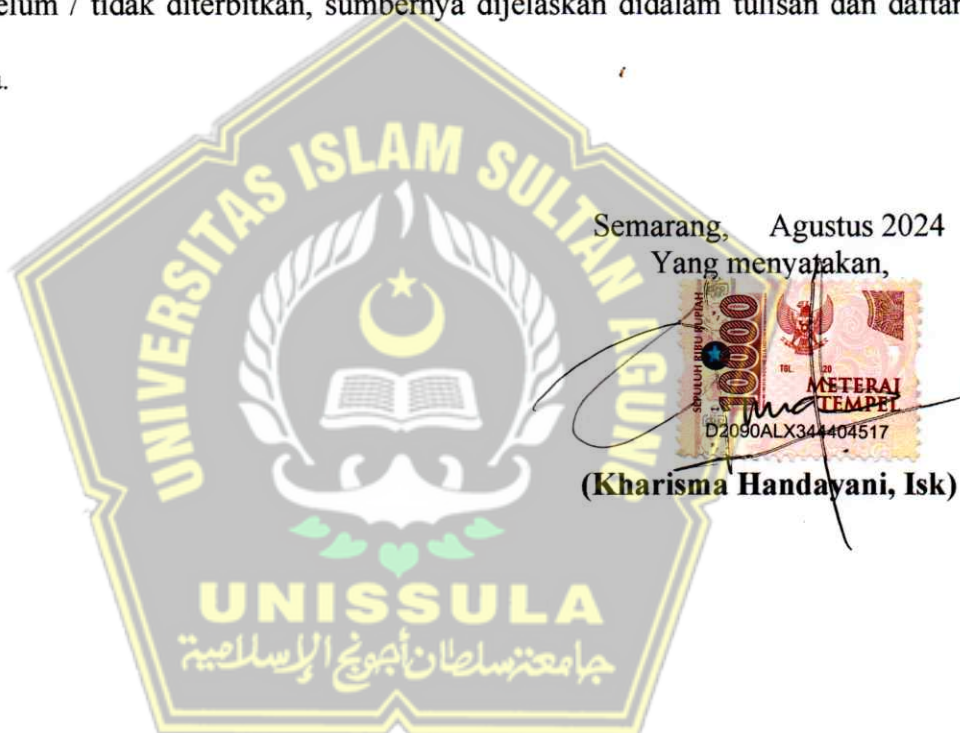 elum / tidak diterbitkan, sumbernya dijelaskan didalam tulisan dan daftar
.
Semarang, Agustus 2024
Yang menyatakan,
SEPULUH RIBU RUPIAH
10000
TGL. 20
METERAI
TEMPEL
D2090ALX344404517
(Kharisma Handayani, Isk)
UNIVERSITAS ISLAM SULTAN AGUNG
UNISSULA
جامعة سلطان أجونج الإسلامية